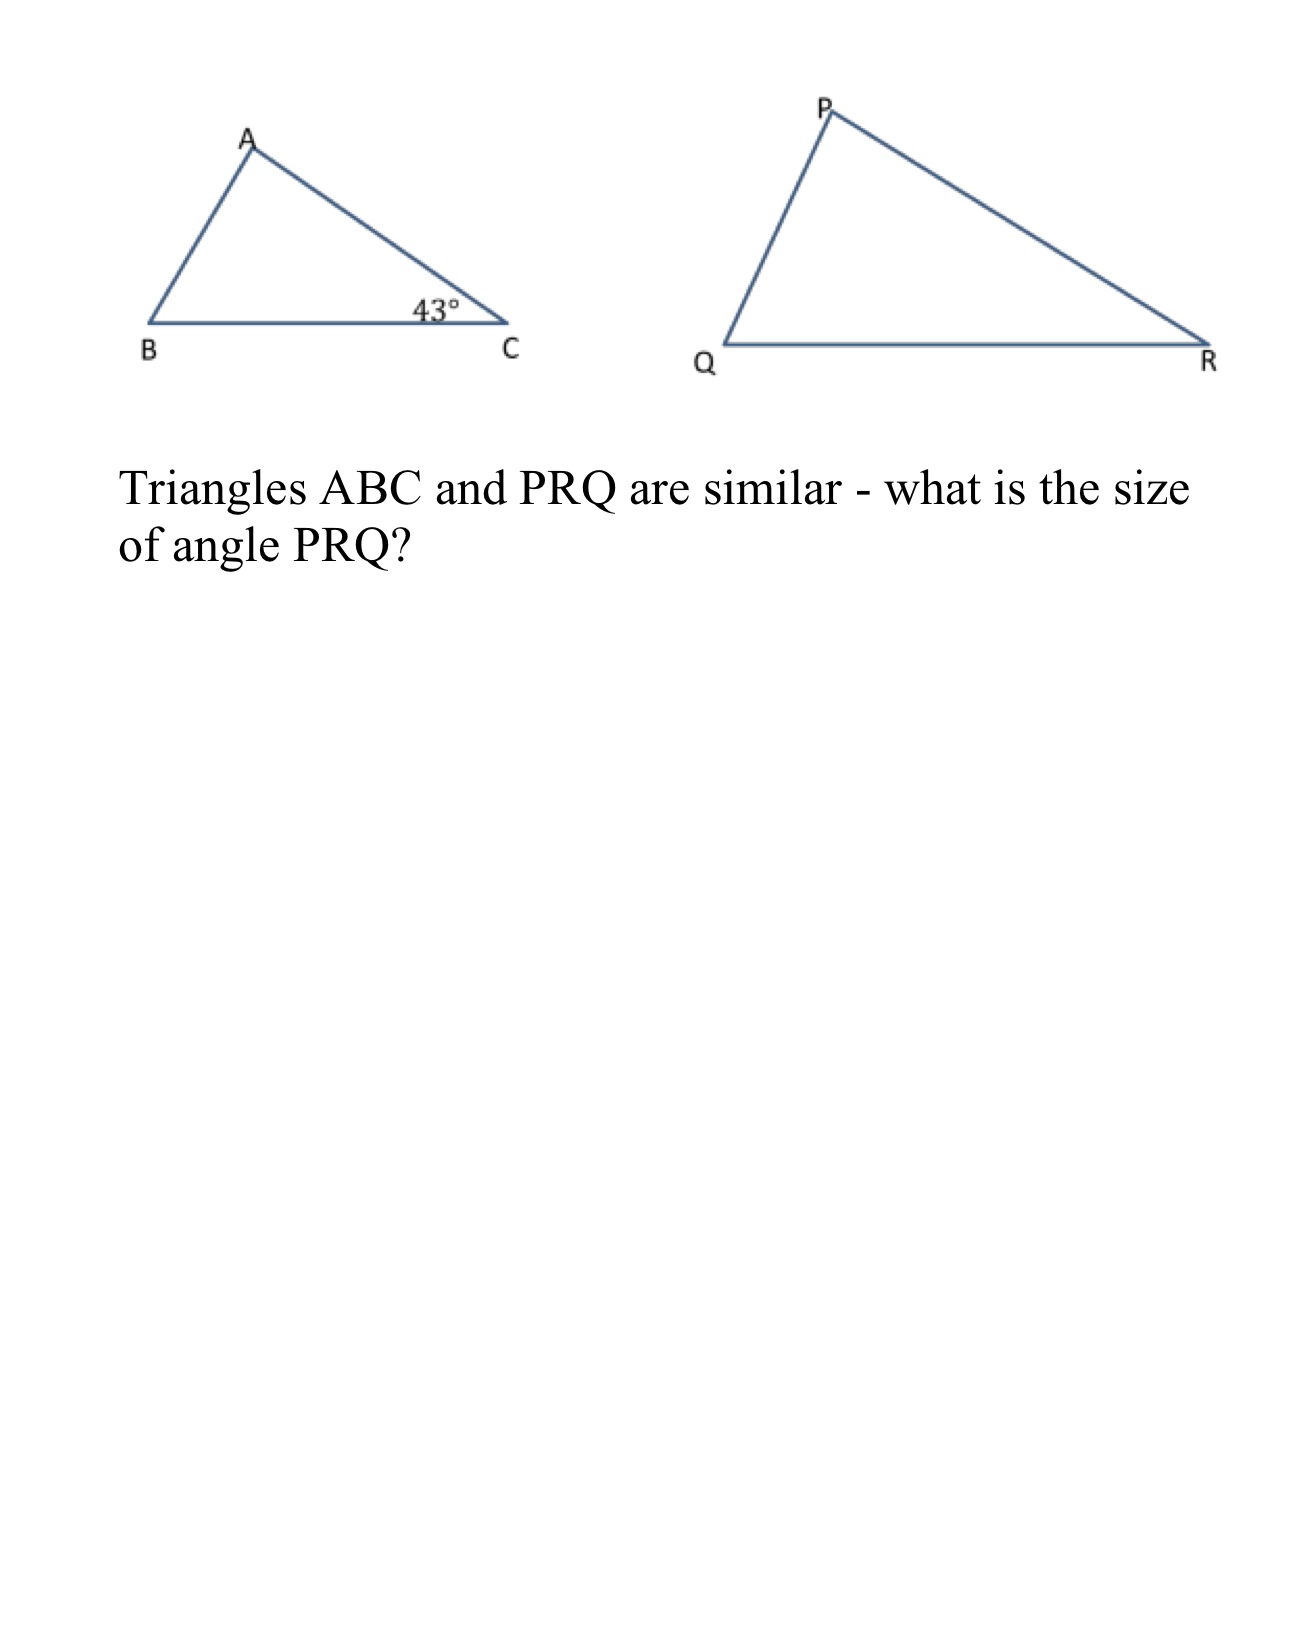 P
A
43°
B
C
Q
R
Triangles ABC and PRQ are similar - what is the size
of angle PRQ?